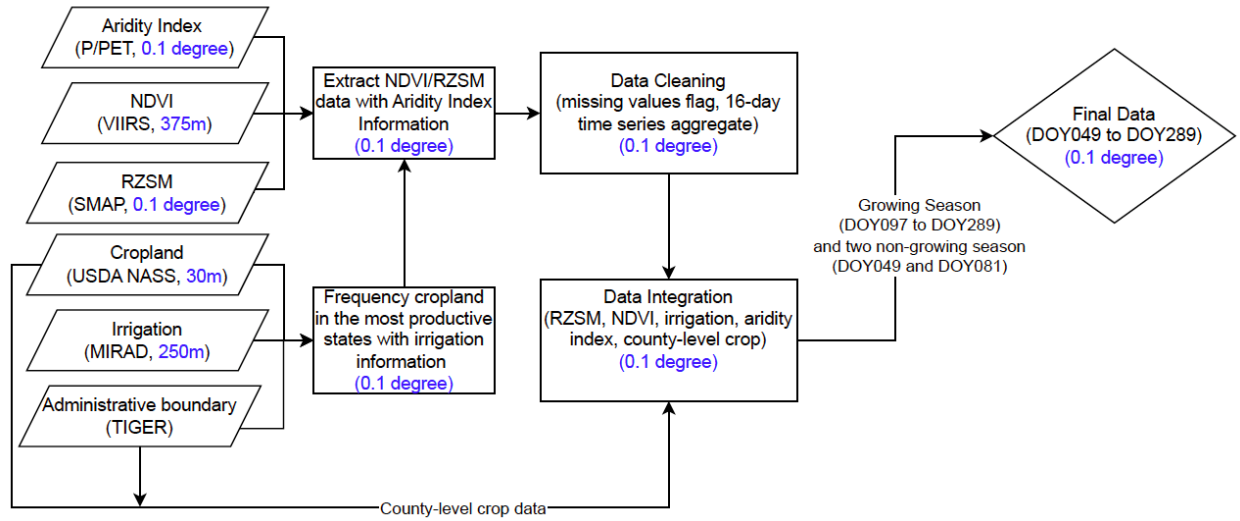 Aridity Index
(P/PET, 0.1 degree)
NDVI
(VIIRS, 375m)
RZSM
(SMAP, 0.1 degree)
Cropland
(USDA NASS, 30m)
Irrigation
(MIRAD, 250m)
Administrative boundary
(TIGER)
Extract NDVI/RZSM
data with Aridity Index
Information
(0.1 degree)
Frequency cropland
in the most productive
states with irrigation
information
(0.1 degree)
Data Cleaning
(missing values flag, 16-day
time series aggregate)
(0.1 degree)
Data Integration
(RZSM, NDVI, irrigation, aridity
index, county-level crop)
(0.1 degree)
County-level crop data
Growing Season
(DOY097 to DOY289)
and two non-growing season
(DOY049 and DOY081)
Final Data
(DOY049 to DOY289)
(0.1 degree)